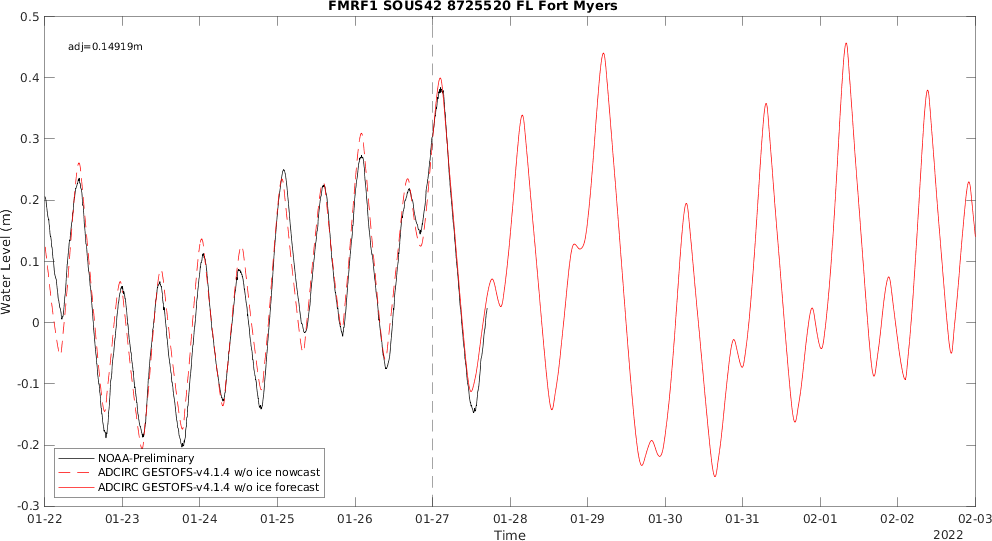 FMRF1 SOUS42 8725520 FL Fort Myers
adj=0.14919m
0.5
0.4
0.3
0.2
0.1
0
-0.1
-0.2
-0.3
Water Level (m)
NOAA-Preliminary
ADCIRC GESTOFS-v4.1.4 w/o ice nowcast
ADCIRC GESTOFS-v4.1.4 w/o ice forecast
01-22 01-23 01-24 01-25 01-26 01-27 01-28 01-29 01-30 01-31 02-01 02-02 02-03
Time
2022